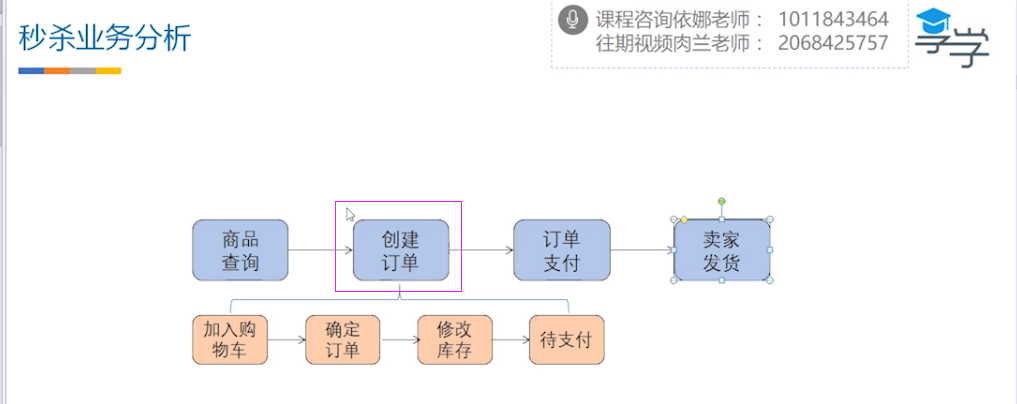 秒杀业务分析
课程咨询依娜老师： 1011843464
往期视频肉兰老师： 2068425757
商品
查询
创建
订单
订单
支付
卖家
发货
加入购
物车
确定
订单
修改
库存
待支付